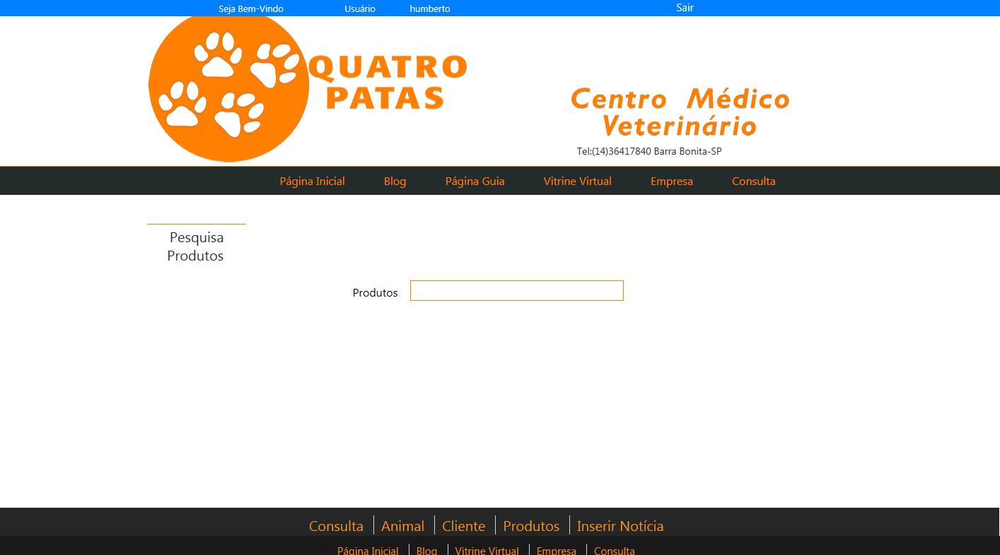 Seja Bem-Vindo Usuário humberto Sair
QUATRO
PATAS
Centro Médico
Veterinário
Tel:(14)36417840 Barra Bonita-SP
Página Inicial Blog Página Guia Vitrine Virtual Empresa Consulta
Pesquisa
Produtos
Produtos
Consulta Animal Cliente Produtos Inserir Notícia
Página Inicial Blog Vitrine Virtual Empresa Consulta